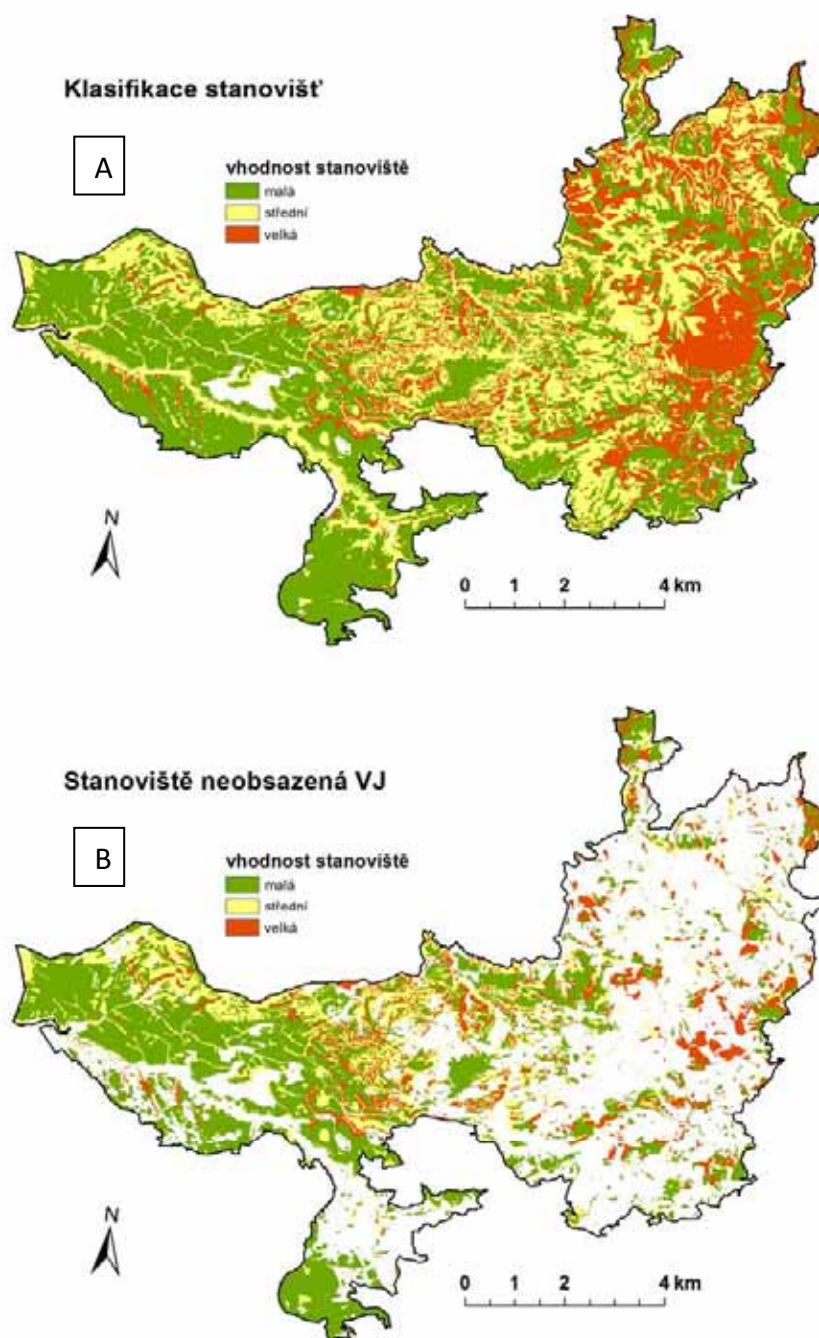 Klasifikace stanovišť
A
vhodnost stanoviště
malá
střední
velká
N
0 1 2 4 km
Stanoviště neobsazená VJ
B
vhodnost stanoviště
malá
střední
velká
N
0 1 2 4 km